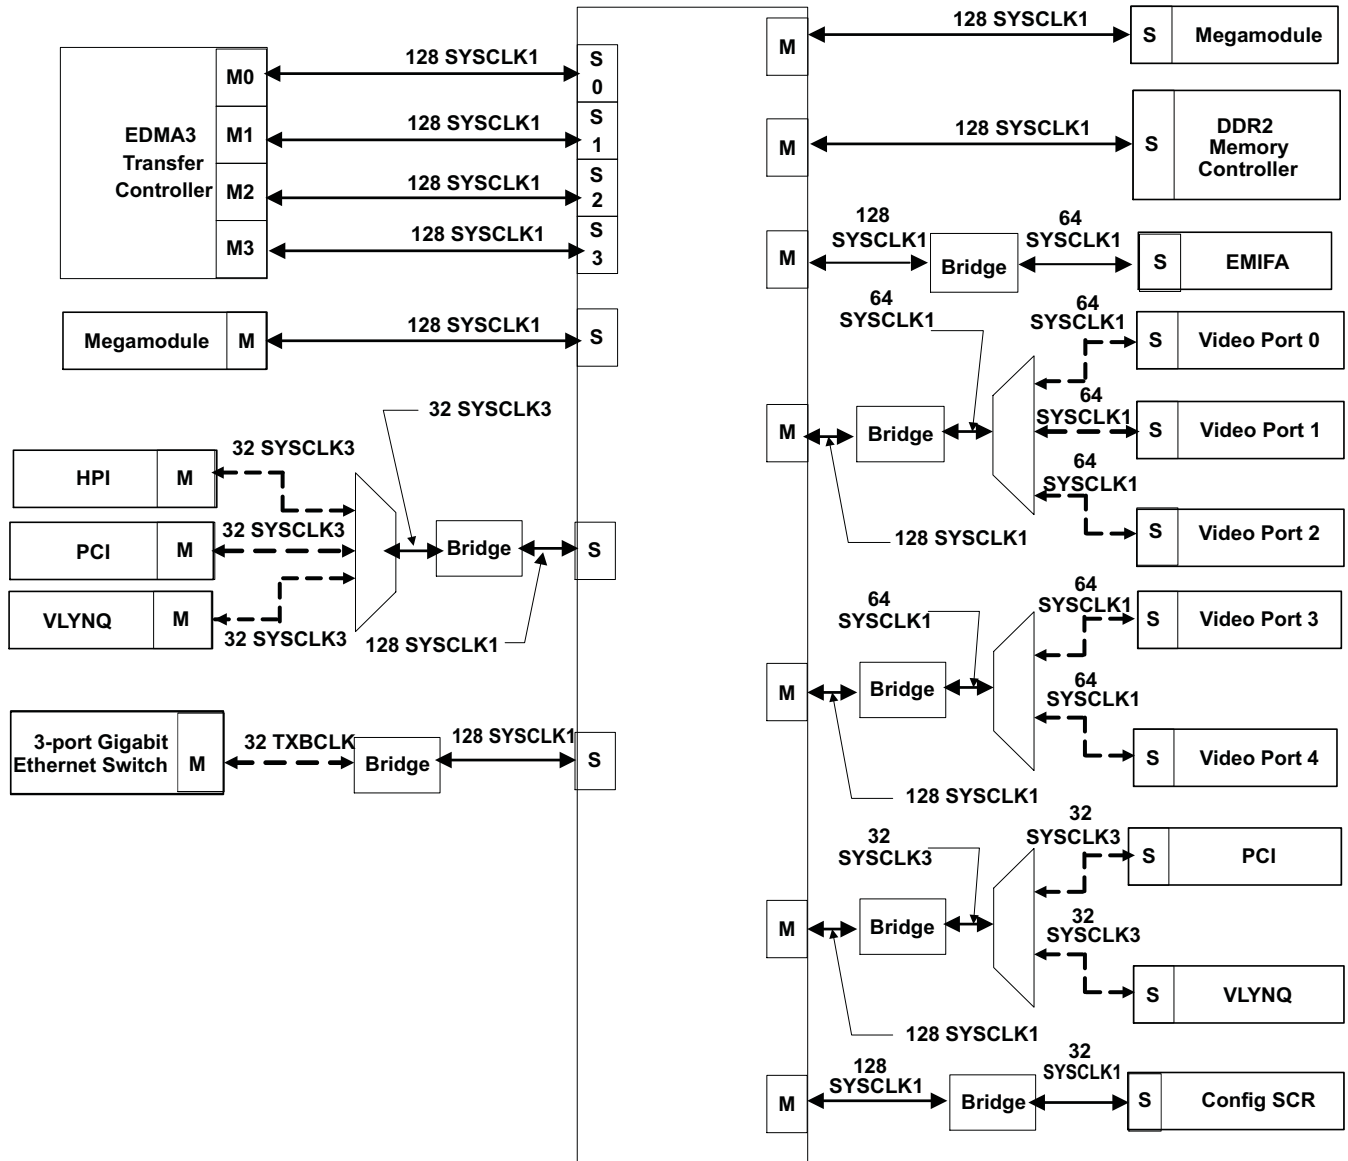 EDMA3
Transfer
Controller
M0
M1
M2
M3
128 SYSCLK1
128 SYSCLK1
128 SYSCLK1
128 SYSCLK1
S
0
S
1
S
2
S
3
Megamodule
M
128 SYSCLK1
S
32 SYSCLK3
HPI
M
32 SYSCLK3
PCI
M
32 SYSCLK3
VLYNQ
M
32 SYSCLK3
Bridge
128 SYSCLK1
S
3-port Gigabit
Ethernet Switch
M
32 TXBCLK
Bridge
128 SYSCLK1
S
M
128 SYSCLK1
S
Megamodule
M
128 SYSCLK1
S
DDR2
Memory
Controller
M
128
SYSCLK1
Bridge
64
SYSCLK1
S
EMIFA
64
SYSCLK1
M
Bridge
128 SYSCLK1
64
SYSCLK1
S
Video Port 0
64
SYSCLK1
S
Video Port 1
64
SYSCLK1
S
Video Port 2
64
SYSCLK1
M
Bridge
128 SYSCLK1
64
SYSCLK1
S
Video Port 3
64
SYSCLK1
S
Video Port 4
32
SYSCLK3
M
Bridge
128 SYSCLK1
32
SYSCLK3
S
PCI
32
SYSCLK3
S
VLYNQ
M
128
SYSCLK1
Bridge
32
SYSCLK1
S
Config SCR